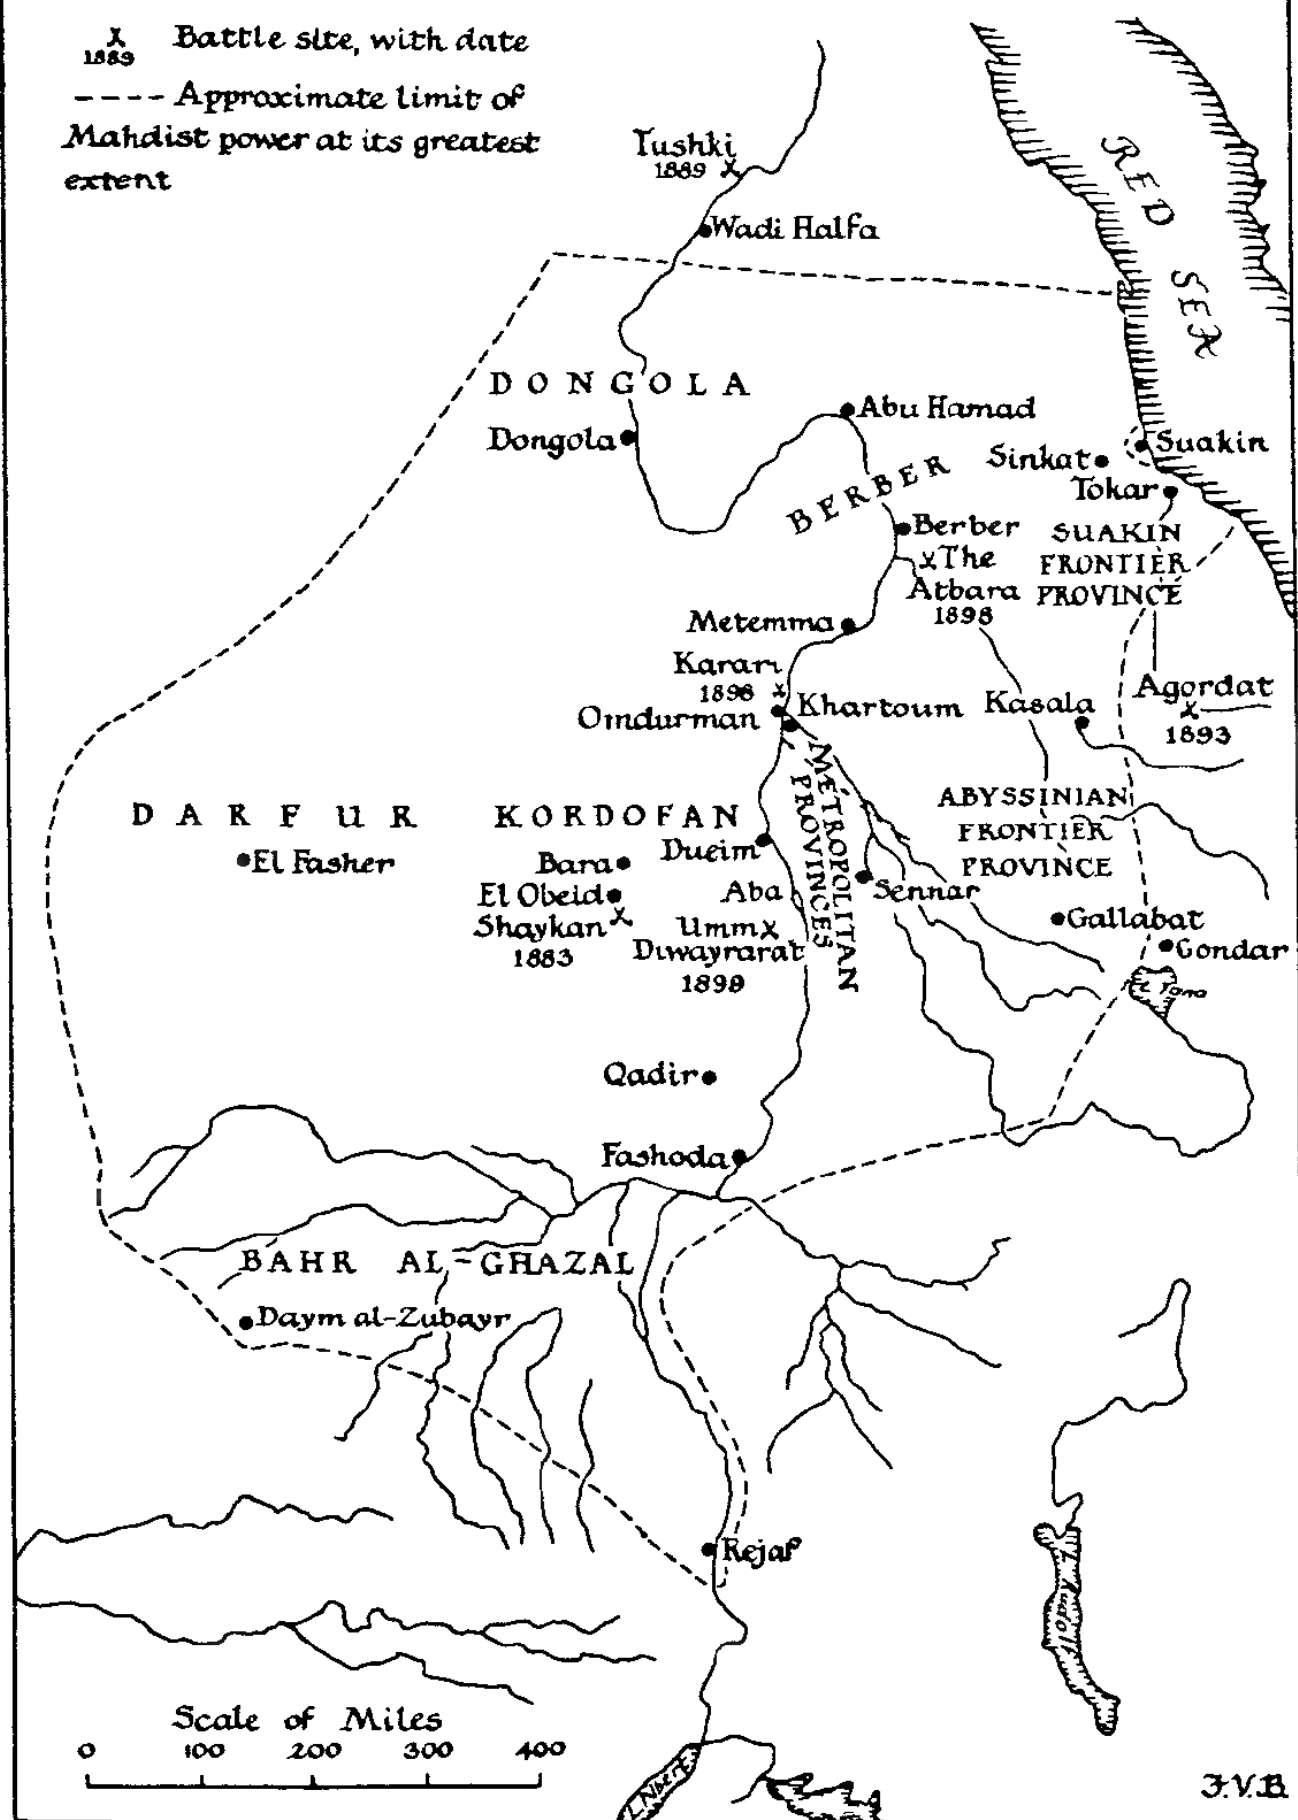 1889
Battle site, with date
Approximate limit of
Mahdist power at its greatest
extent
RED SEA
Tushki
1889
Wadi Halfa
DONGOLA
Dongola
Abu Hamad
BERBER
Sinkat
Suakin
Tokar
Berber
The
Atbara
1898
SUAKIN
FRONTIER
PROVINCE
Metemma
Karari
1898
Omdurman
Khartoum
Kasala
Agordat
1893
METROPOLITAN
PROVINCES
DARFUR
KORDOFAN
ABYSSINIAN
FRONTIER
PROVINCE
El Fasher
Bara
Dueim
El Obeid
Aba
Sennar
Shaykan
1883
Umm
Diwayrarat
1899
Gallabat
Gondar
L. Tana
Qadir
Fashoda
BAHR AL-GHAZAL
Daym al-Zubayr
Rejaf
L. Rudolf
Scale of Miles
0 100 200 300 400
L. Albert
F.V.B.